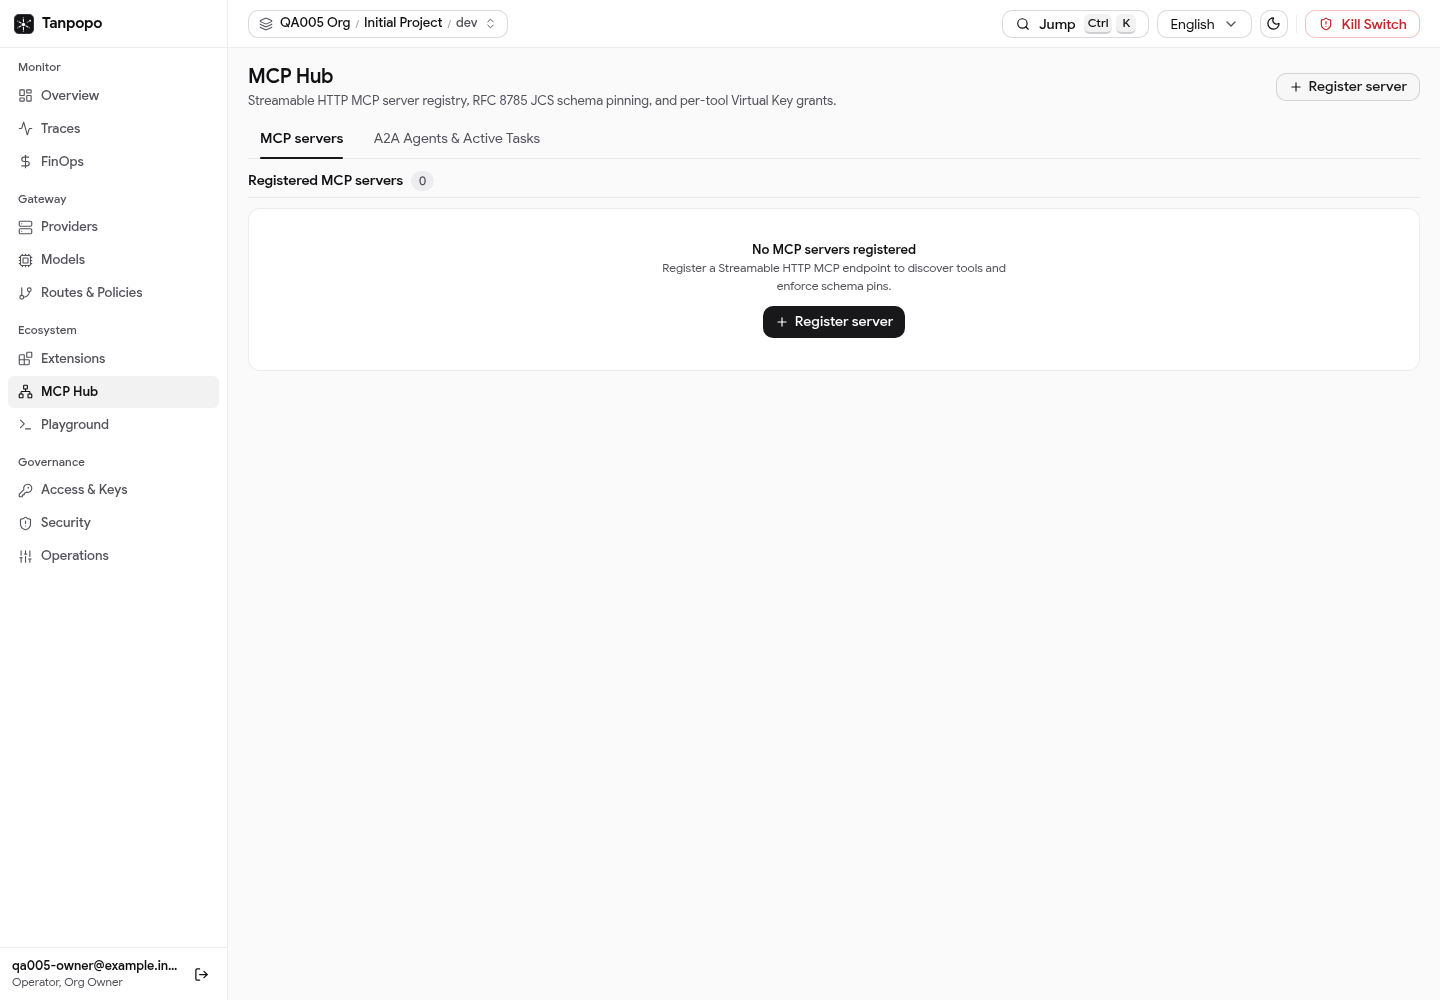 Tanpopo
QA005 Org / Initial Project / dev
Jump Ctrl K
English
Kill Switch
Monitor
Overview
Traces
FinOps
Gateway
Providers
Models
Routes & Policies
Ecosystem
Extensions
MCP Hub
Playground
Governance
Access & Keys
Security
Operations
qa005-owner@example.in...
Operator, Org Owner
MCP Hub
Streamable HTTP MCP server registry, RFC 8785 JCS schema pinning, and per-tool Virtual Key grants.
Register server
MCP servers
A2A Agents & Active Tasks
Registered MCP servers 0
No MCP servers registered
Register a Streamable HTTP MCP endpoint to discover tools and
enforce schema pins.
Register server